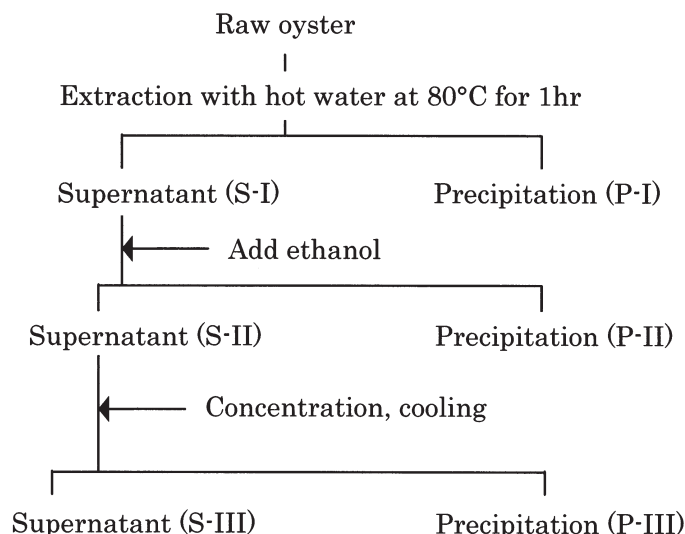 Raw oyster
Extraction with hot water at 80°C for 1hr
Supernatant (S-I)
Precipitation (P-I)
Add ethanol
Supernatant (S-II)
Precipitation (P-II)
Concentration, cooling
Supernatant (S-III)
Precipitation (P-III)